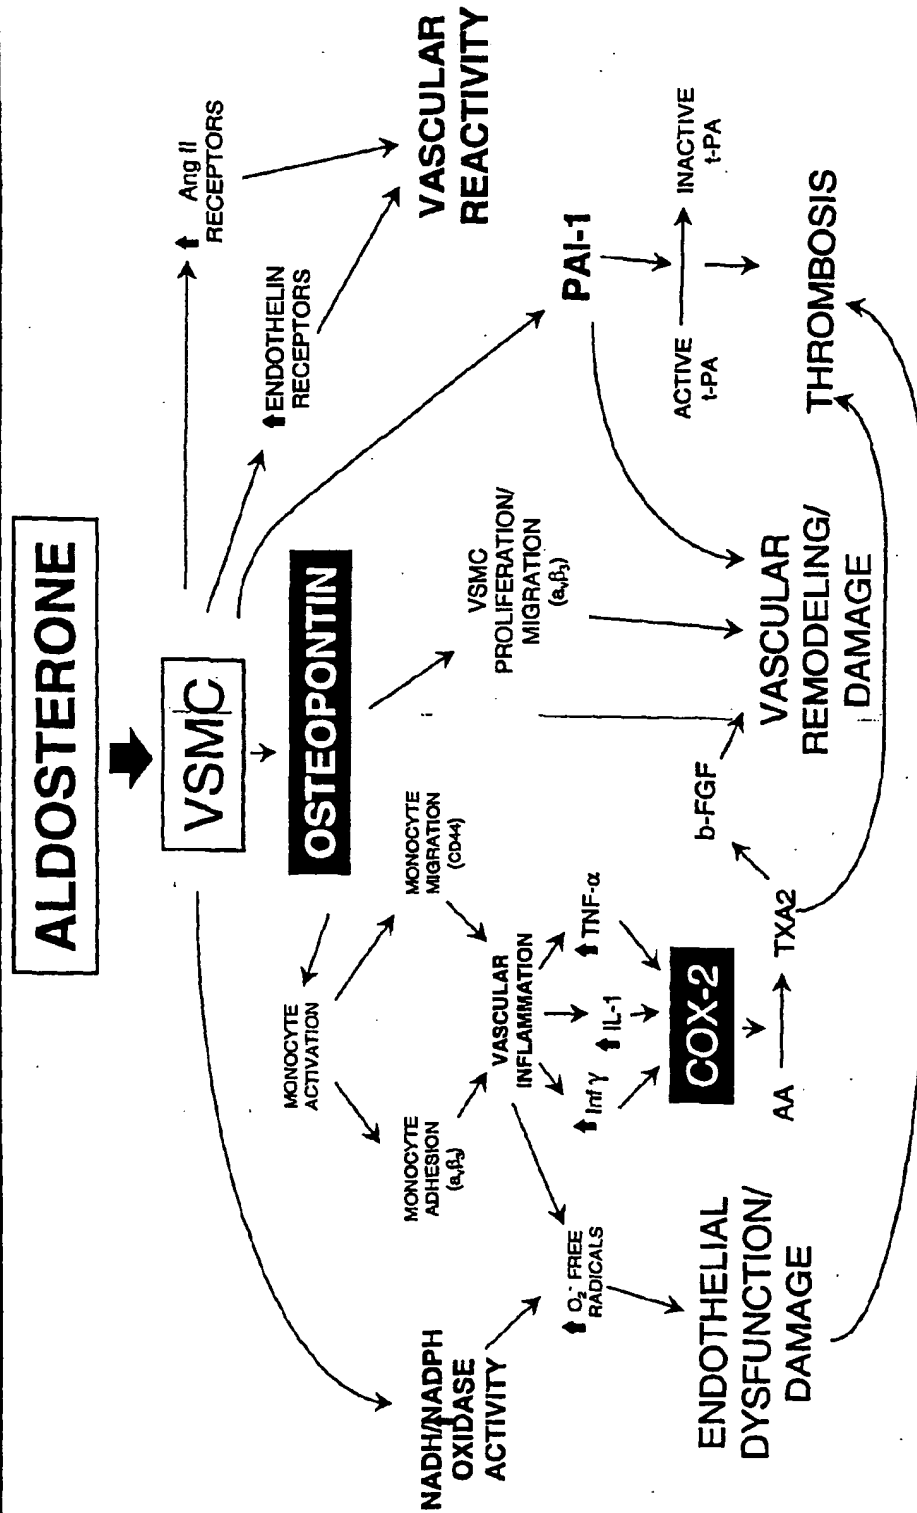 ALDOSTERONE
VSMC
OSTEOPONTIN
⬆ Ang II
RECEPTORS
⬆ENDOTHELIN
RECEPTORS
VASCULAR
REACTIVITY
MONOCYTE
ACTIVATION
MONOCYTE
ADHESION
(αvβ3)
MONOCYTE
MIGRATION
(CD44)
VSMC
PROLIFERATION/
MIGRATION
(αvβ3)
NADH/NADPH
OXIDASE
ACTIVITY
VASCULAR
INFLAMMATION
PAI-1
⬆ O2- FREE
RADICALS
⬆Inf γ
⬆IL-1
⬆TNF-α
COX-2
ACTIVE
t-PA
INACTIVE
t-PA
AA
TXA2
b-FGF
ENDOTHELIAL
DYSFUNCTION/
DAMAGE
VASCULAR
REMODELING/
DAMAGE
THROMBOSIS